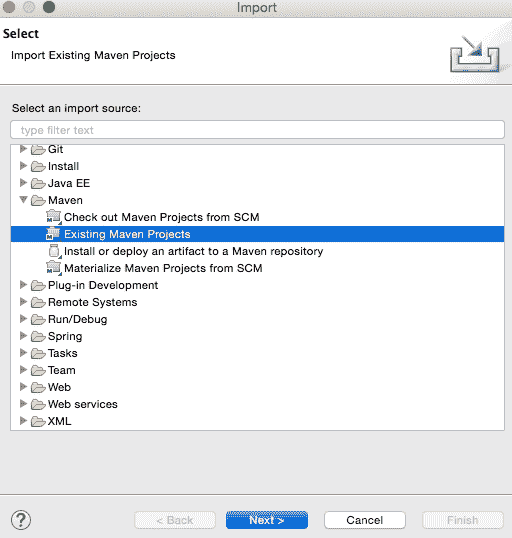 Import
Select
Import Existing Maven Projects
Select an import source:
type filter text
Git
Install
Java EE
Maven
Check out Maven Projects from SCM
Existing Maven Projects
Install or deploy an artifact to a Maven repository
Materialize Maven Projects from SCM
Plug-in Development
Remote Systems
Run/Debug
Spring
Tasks
Team
Web
Web services
XML
? < Back Next > Cancel Finish